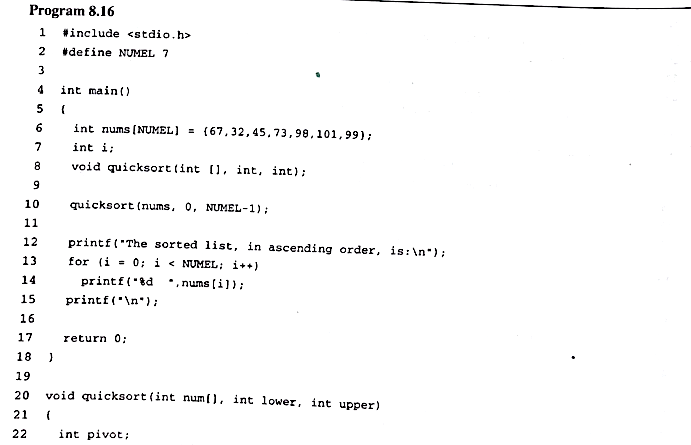 Program 8.16
1 #include <stdio.h>
2 #define NUMEL 7
3
4 int main()
5 {
6 int nums[NUMEL] = {67,32,45,73,98,101,99};
7 int i;
8 void quicksort(int [], int, int);
9
10 quicksort(nums, 0, NUMEL-1);
11
12 printf("The sorted list, in ascending order, is:\n");
13 for (i = 0; i < NUMEL; i++)
14 printf("%d ",nums[i]);
15 printf("\n");
16
17 return 0;
18 }
19
20 void quicksort(int num[], int lower, int upper)
21 {
22 int pivot;